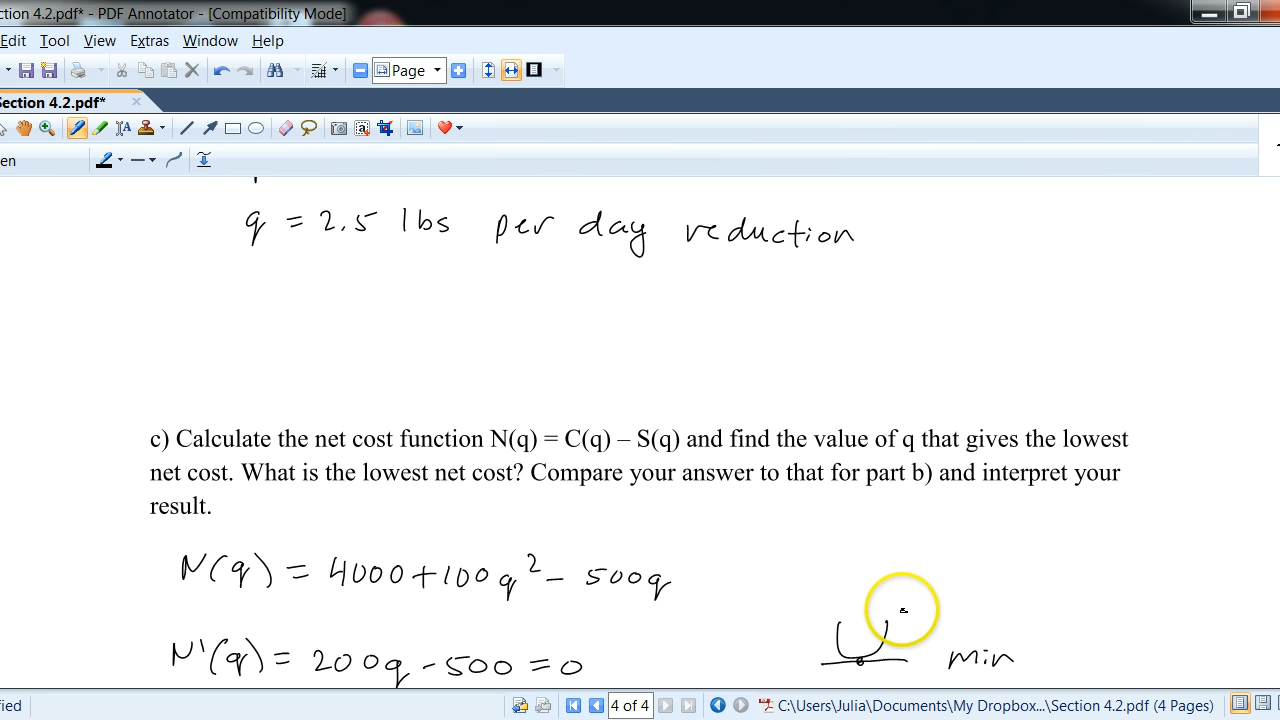 ction 4.2.pdf* - PDF Annotator - [Compatibility Mode]
Edit Tool View Extras Window Help
Page
Section 4.2.pdf*
en
q = 2.5 lbs per day reduction
c) Calculate the net cost function N(q) = C(q) – S(q) and find the value of q that gives the lowest
net cost. What is the lowest net cost? Compare your answer to that for part b) and interpret your
result.
N(q) = 4000+100q² – 500q
N'(q) = 200q - 500 = 0
min
fied
4 of 4
C:\Users\Julia\Documents\My Dropbox...\Section 4.2.pdf (4 Pages)